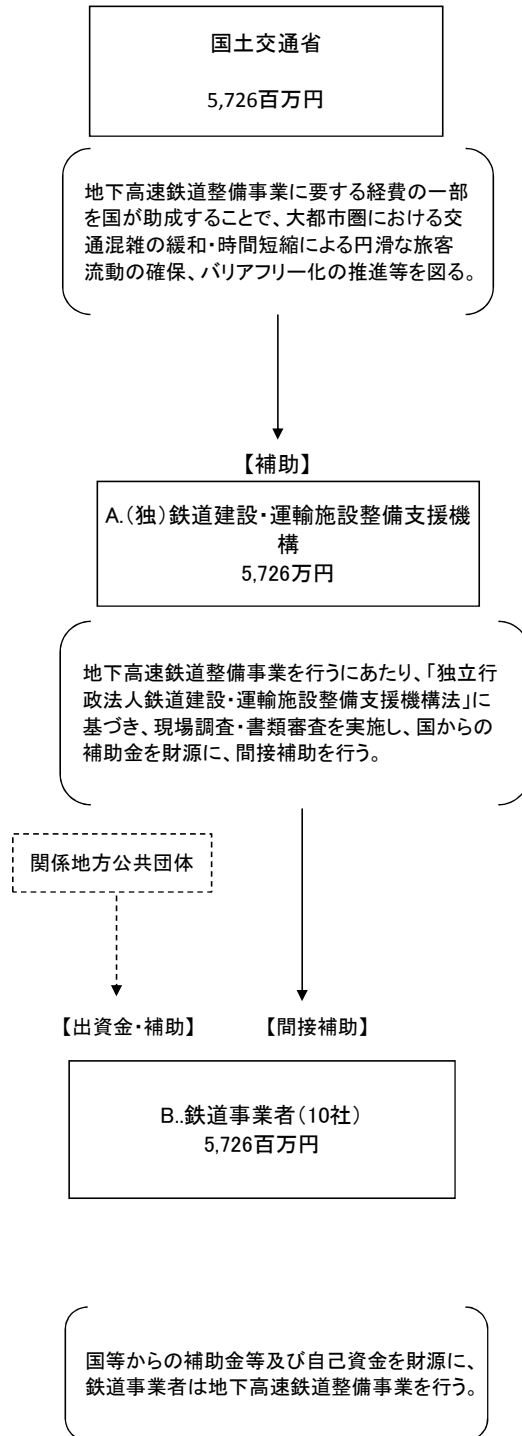 国土交通省
5,726百万円
地下高速鉄道整備事業に要する経費の一部
を国が助成することで、大都市圏における交
通混雑の緩和・時間短縮による円滑な旅客
流動の確保、バリアフリー化の推進等を図る。
【補助】
A.(独)鉄道建設・運輸施設整備支援機
構
5,726万円
地下高速鉄道整備事業を行うにあたり、「独立行
政法人鉄道建設・運輸施設整備支援機構法」に
基づき、現場調査・書類審査を実施し、国からの
補助金を財源に、間接補助を行う。
関係地方公共団体
【出資金・補助】 【間接補助】
B..鉄道事業者(10社)
5,726百万円
国等からの補助金等及び自己資金を財源に、
鉄道事業者は地下高速鉄道整備事業を行う。